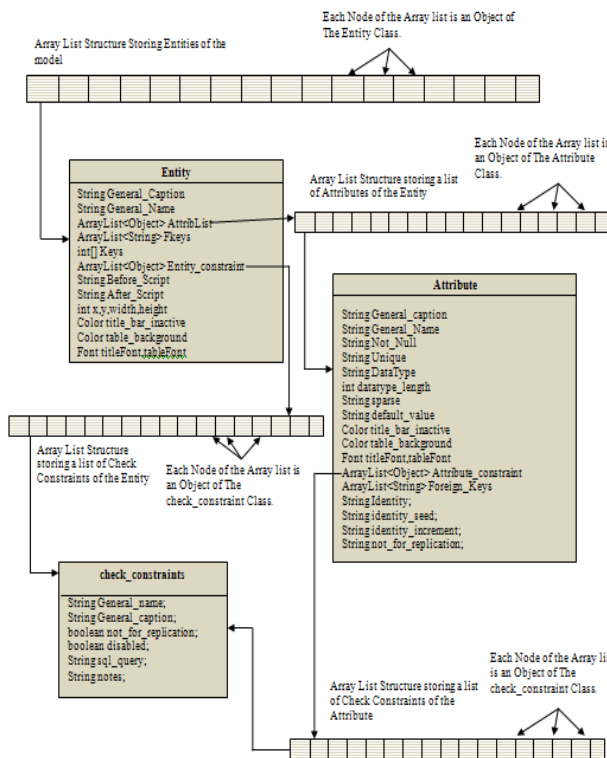 Each Node of the Array list is an Object of
The Entity Class.
Array List Structure Storing Entities of the
model
Each Node of the Array list is
an Object of The Attribute
Class.
Array List Structure storing a list
of Attributes of the Entity
Entity
String General_Caption
String General_Name
ArrayList<Object> AttribList
ArrayList<String> Fkeys
int[] Keys
ArrayList<Object> Entity_constraint
String Before_Script
String After_Script
int x,y,width,height
Color title_bar_inactive
Color table_background
Font titleFont,tableFont
Attribute
String General_caption
String General_Name
String Not_Null
String Unique
String DataType
int datatype_length
String sparse
String default_value
Color title_bar_inactive
Color table_background
Font titleFont,tableFont
ArrayList<Object> Attribute_constraint
ArrayList<String> Foreign_Keys
String Identity;
String identity_seed;
String identity_increment;
String not_for_replication;
Array List Structure
storing a list of Check
Constraints of the Entity
Each Node of the Array list is
an Object of The
check_constraint Class.
check_constraints
String General_name;
String General_caption;
boolean not_for_replication;
boolean disabled;
String sql_query;
String notes;
Array List Structure storing a list
of Check Constraints of the
Attribute
Each Node of the Array li
is an Object of The
check_constraint Class.